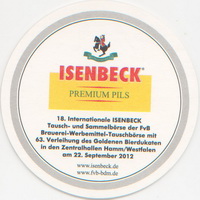 ISENBECK®
PREMIUM PILS
18. Internationale ISENBECK
Tausch- und Sammelbörse der FvB
Brauerei-Werbemittel-Tauschbörse mit
63. Verleihung des Goldenen Bierdukaten
in den Zentralhallen Hamm/Westfalen
am 22. September 2012
www.isenbeck.de
www.fvb-bdm.de